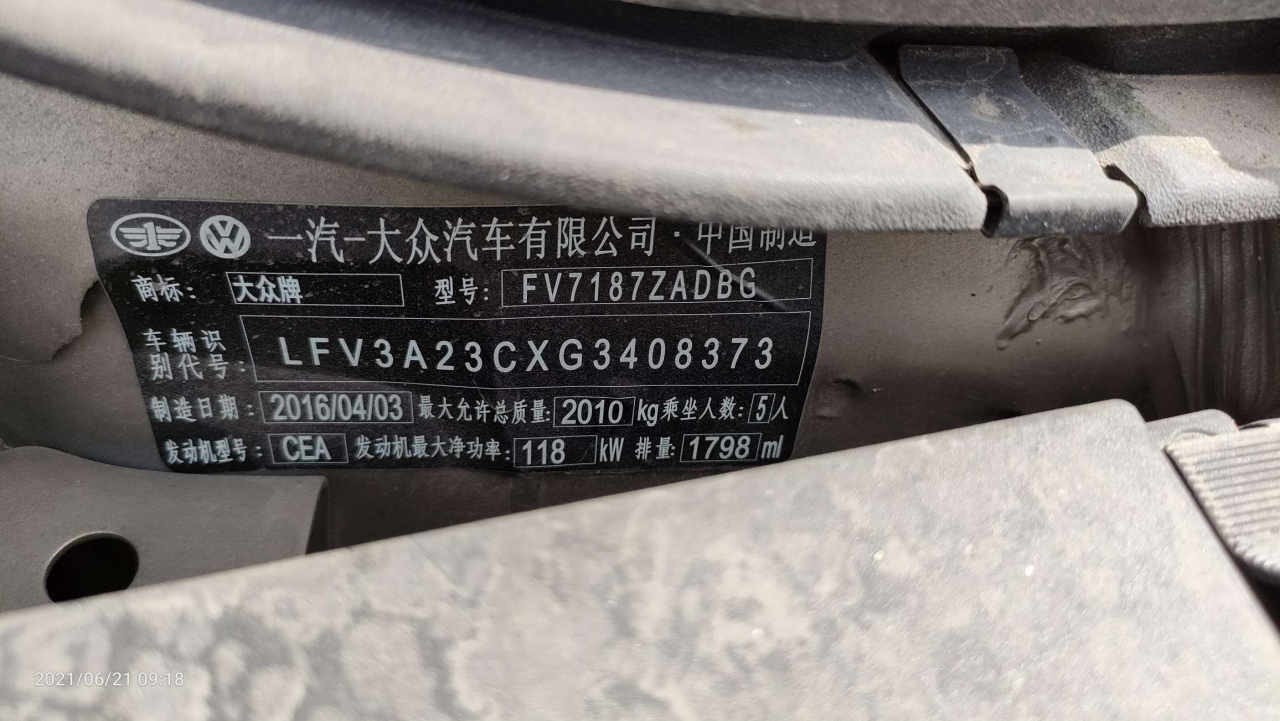 一汽-大众汽车有限公司·中国制造
商标: 大众牌 型号: FV7187ZADBG
车辆识别代号: LFV3A23CXG3408373
制造日期: 2016/04/03 最大允许总质量: 2010 kg 乘坐人数: 5人
发动机型号: CEA 发动机最大净功率: 118 kW 排量: 1798 ml
2021/06/21 09:18